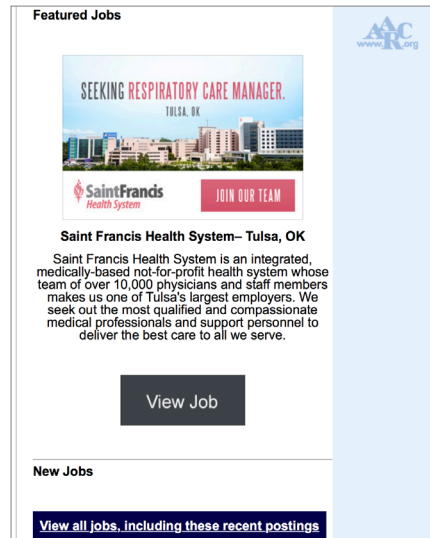 Featured Jobs
AARC
www.AARC.org
SEEKING RESPIRATORY CARE MANAGER.
TULSA, OK
SaintFrancis
Health System
JOIN OUR TEAM
Saint Francis Health System– Tulsa, OK
Saint Francis Health System is an integrated,
medically-based not-for-profit health system whose
team of over 10,000 physicians and staff members
makes us one of Tulsa's largest employers. We
seek out the most qualified and compassionate
medical professionals and support personnel to
deliver the best care to all we serve.
View Job
New Jobs
View all jobs, including these recent postings